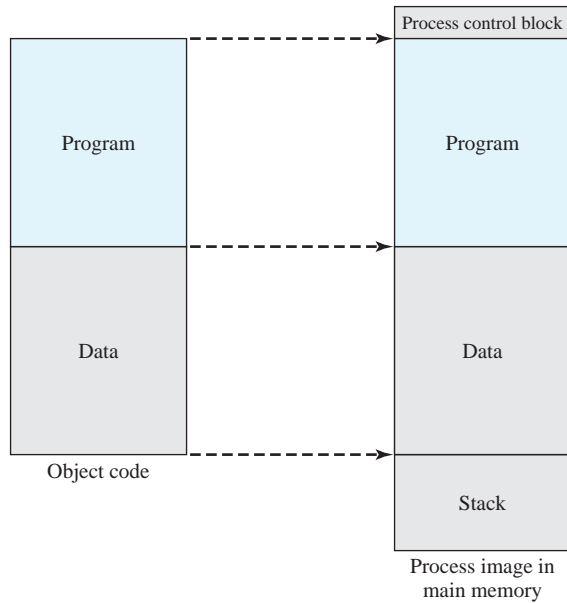 Process control block
Program
Program
Data
Data
Object code
Stack
Process image in
main memory